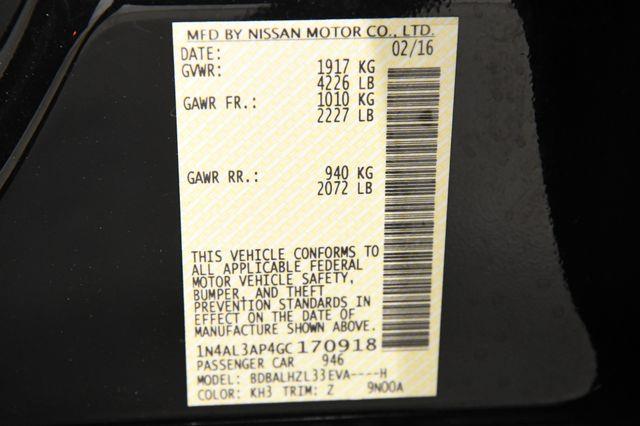 MFD BY NISSAN MOTOR CO., LTD.
DATE: 02/16
GVWR: 1917 KG
4226 LB
GAWR FR.: 1010 KG
2227 LB
GAWR RR.: 940 KG
2072 LB
THIS VEHICLE CONFORMS TO
ALL APPLICABLE FEDERAL
MOTOR VEHICLE SAFETY,
BUMPER, AND THEFT
PREVENTION STANDARDS IN
EFFECT ON THE DATE OF
MANUFACTURE SHOWN ABOVE.
1N4AL3AP4GC170918
PASSENGER CAR 946
MODEL: BDBALHZL33EVA----H
COLOR: KH3 TRIM: Z 9N00A